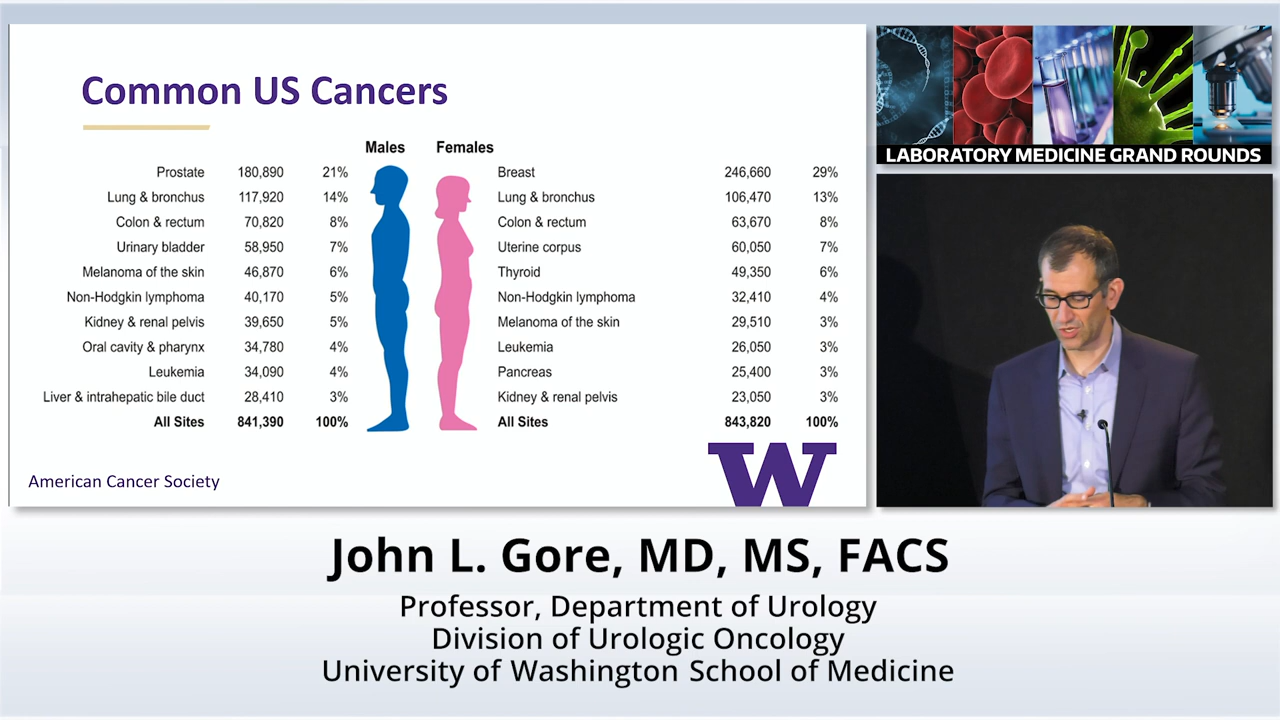 Common US Cancers
Males Females
Prostate 180,890 21% Breast 246,660 29%
Lung & bronchus 117,920 14% Lung & bronchus 106,470 13%
Colon & rectum 70,820 8% Colon & rectum 63,670 8%
Urinary bladder 58,950 7% Uterine corpus 60,050 7%
Melanoma of the skin 46,870 6% Thyroid 49,350 6%
Non-Hodgkin lymphoma 40,170 5% Non-Hodgkin lymphoma 32,410 4%
Kidney & renal pelvis 39,650 5% Melanoma of the skin 29,510 3%
Oral cavity & pharynx 34,780 4% Leukemia 26,050 3%
Leukemia 34,090 4% Pancreas 25,400 3%
Liver & intrahepatic bile duct 28,410 3% Kidney & renal pelvis 23,050 3%
All Sites 841,390 100% All Sites 843,820 100%
American Cancer Society
W
LABORATORY MEDICINE GRAND ROUNDS
John L. Gore, MD, MS, FACS
Professor, Department of Urology
Division of Urologic Oncology
University of Washington School of Medicine